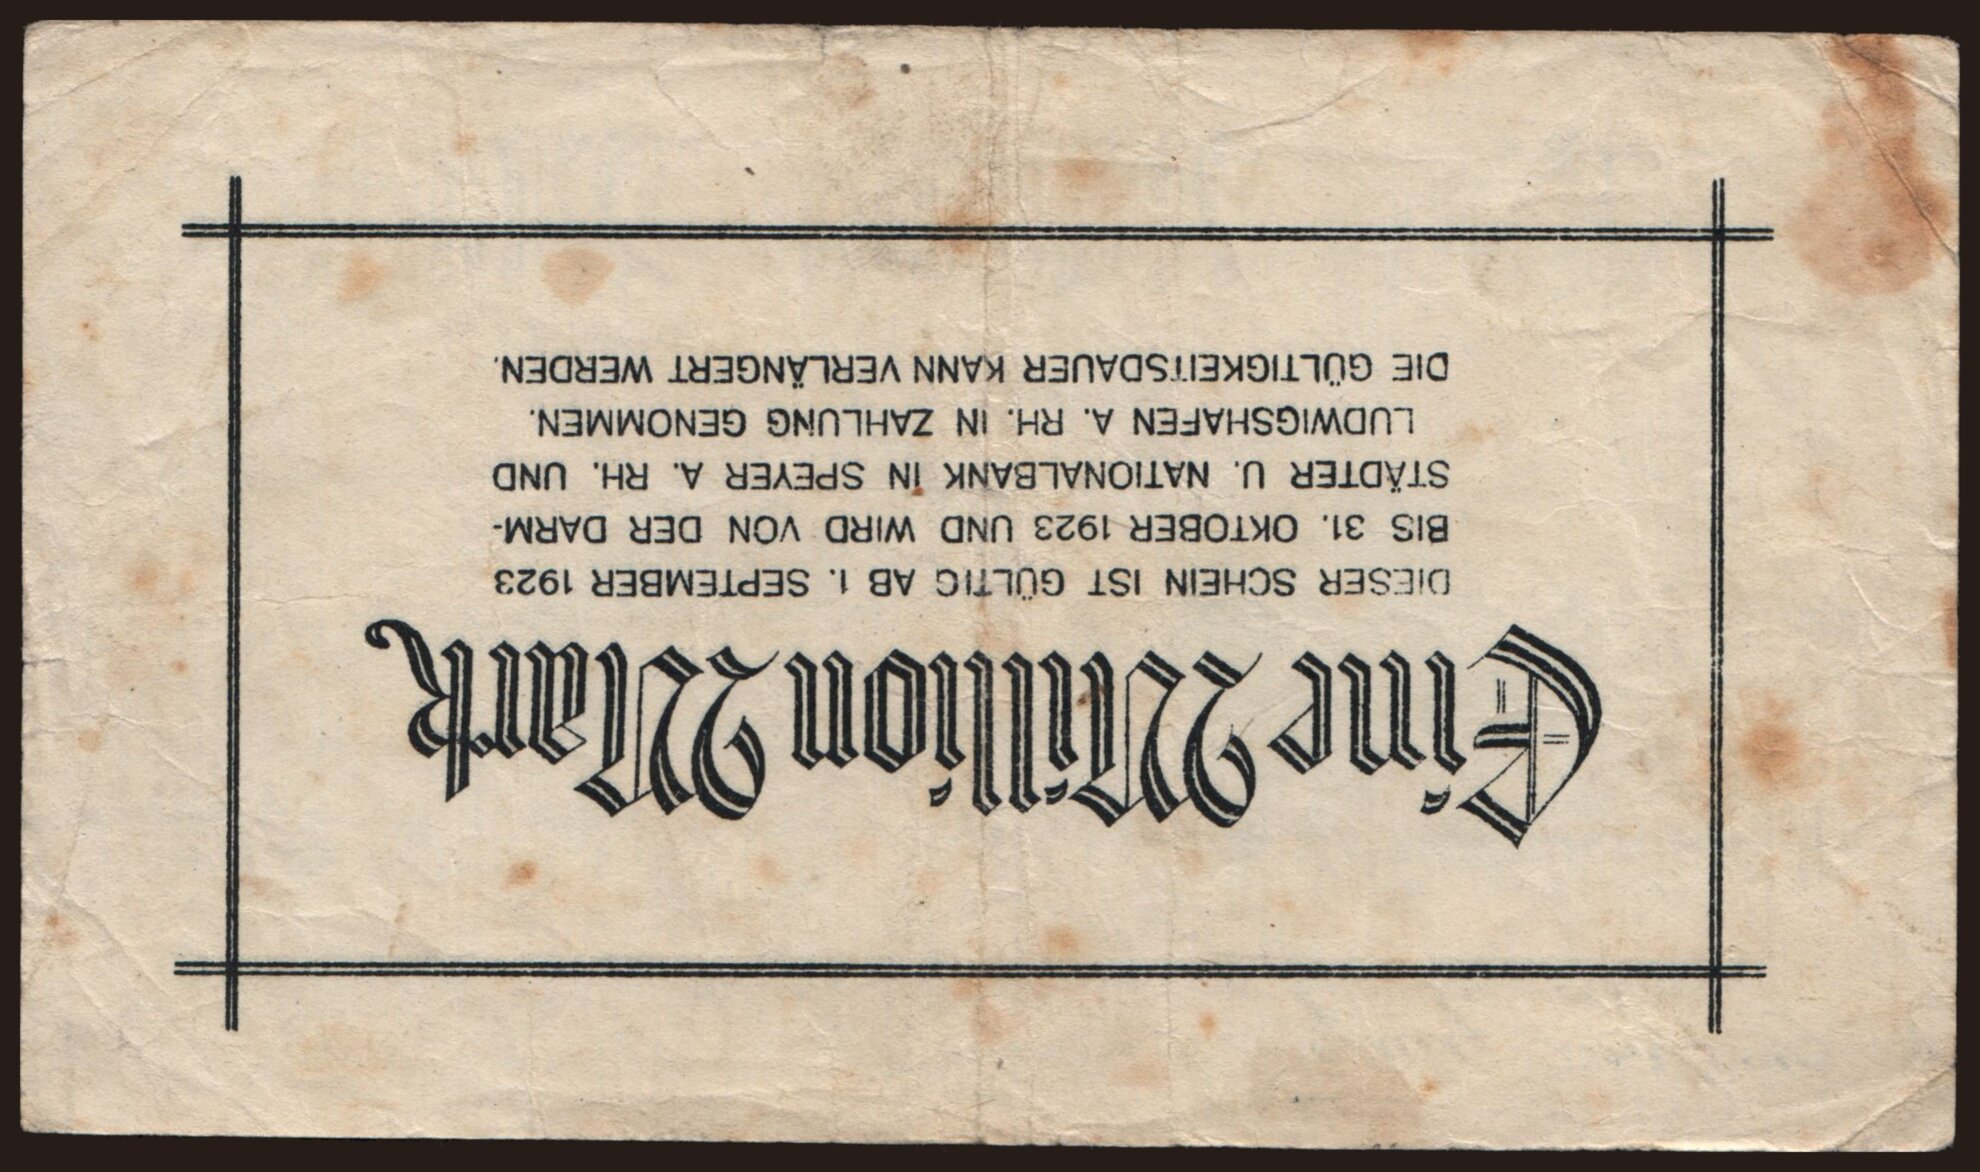 Eine Million Mark
DIESER SCHEIN IST GÜLTIG AB 1. SEPTEMBER 1923
BIS 31. OKTOBER 1923 UND WIRD VON DER DARM-
STÄDTER U. NATIONALBANK IN SPEYER A. RH. UND
LUDWIGSHAFEN A. RH. IN ZAHLUNG GENOMMEN.
DIE GÜLTIGKEITSDAUER KANN VERLÄNGERT WERDEN.